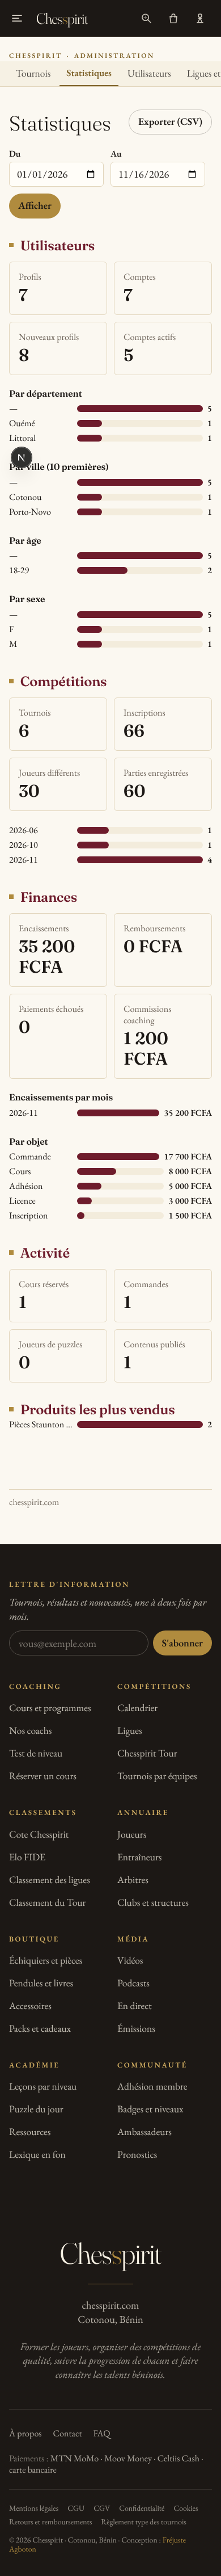 Chesspirit
CHESSPIRIT - ADMINISTRATION
Tournois Statistiques Utilisateurs Ligues et
Statistiques
Exporter (CSV)
Du Au
01/01/2026 11/16/2026
Afficher
Utilisateurs
Profils Comptes
7 7
Nouveaux profils Comptes actifs
8 5
Par département
— 5
Ouémé 1
Littoral 1
N
Par ville (10 premières)
— 5
Cotonou 1
Porto-Novo 1
Par âge
— 5
18-29 2
Par sexe
— 5
F 1
M 1
Compétitions
Tournois Inscriptions
6 66
Joueurs différents Parties enregistrées
30 60
2026-06 1
2026-10 1
2026-11 4
Finances
Encaissements Remboursements
35 200 0 FCFA
FCFA
Paiements échoués Commissions
coaching
0 1 200
FCFA
Encaissements par mois
2026-11 35 200 FCFA
Par objet
Commande 17 700 FCFA
Cours 8 000 FCFA
Adhésion 5 000 FCFA
Licence 3 000 FCFA
Inscription 1 500 FCFA
Activité
Cours réservés Commandes
1 1
Joueurs de puzzles Contenus publiés
0 1
Produits les plus vendus
Pièces Staunton ... 2
chesspirit.com
LETTRE D'INFORMATION
Tournois, résultats et nouveautés, une à deux fois par
mois.
vous@exemple.com S'abonner
COACHING COMPÉTITIONS
Cours et programmes Calendrier
Nos coachs Ligues
Test de niveau Chesspirit Tour
Réserver un cours Tournois par équipes
CLASSEMENTS ANNUAIRE
Cote Chesspirit Joueurs
Elo FIDE Entraîneurs
Classement des ligues Arbitres
Classement du Tour Clubs et structures
BOUTIQUE MÉDIA
Échiquiers et pièces Vidéos
Pendules et livres Podcasts
Accessoires En direct
Packs et cadeaux Émissions
ACADÉMIE COMMUNAUTÉ
Leçons par niveau Adhésion membre
Puzzle du jour Badges et niveaux
Ressources Ambassadeurs
Lexique en fon Pronostics
Chesspirit
chesspirit.com
Cotonou, Bénin
Former les joueurs, organiser des compétitions de
qualité, suivre la progression de chacun et faire
connaître les talents béninois.
À propos Contact FAQ
Paiements : MTN MoMo · Moov Money · Celtiis Cash ·
carte bancaire
Mentions légales CGU CGV Confidentialité Cookies
Retours et remboursements Règlement type des tournois
© 2026 Chesspirit · Cotonou, Bénin · Conception : Fréjuste
Agboton